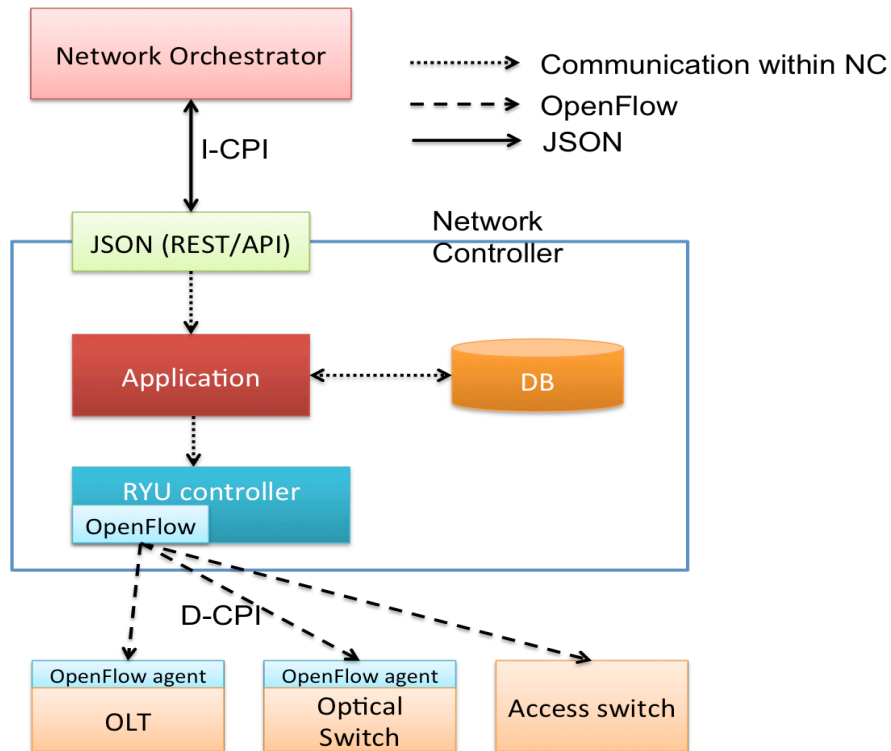 Network Orchestrator
Communication within NC
OpenFlow
JSON
I-CPI
Network
Controller
JSON (REST/API)
Application
DB
RYU controller
OpenFlow
D-CPI
OpenFlow agent
OLT
OpenFlow agent
Optical
Switch
Access switch